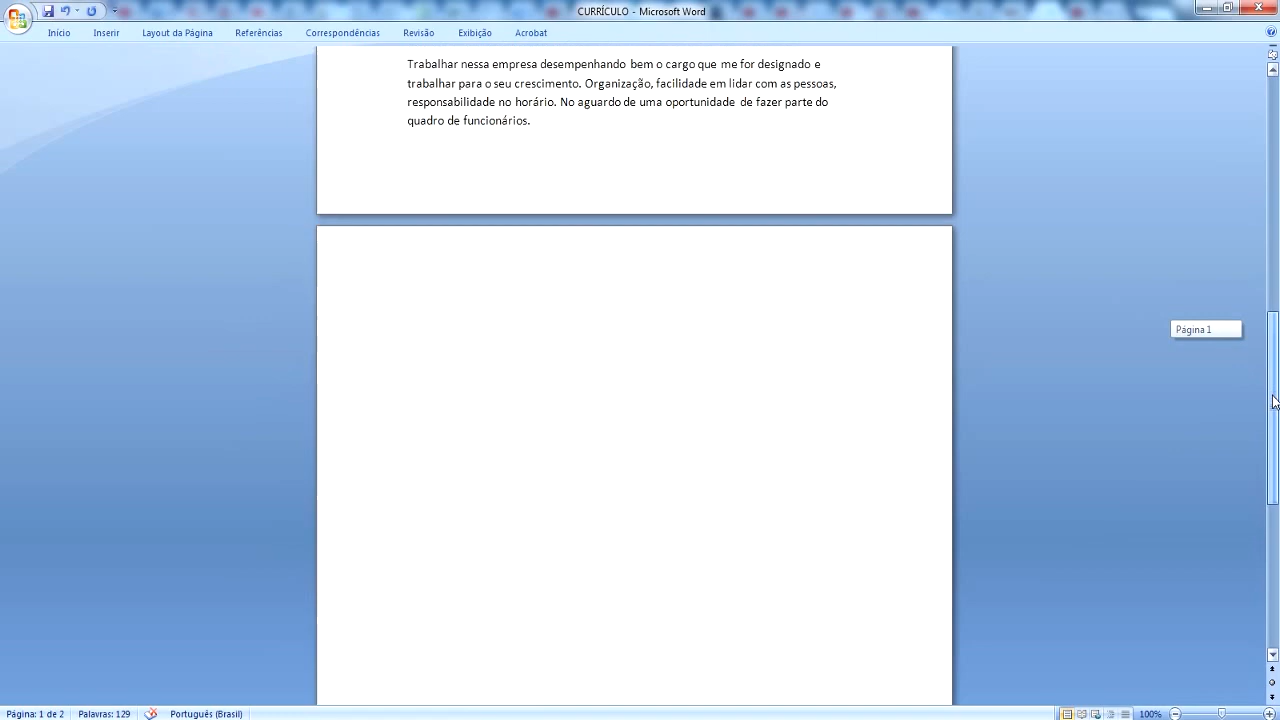 CURRÍCULO - Microsoft Word
Início Inserir Layout da Página Referências Correspondências Revisão Exibição Acrobat
Trabalhar nessa empresa desempenhando bem o cargo que me for designado e
trabalhar para o seu crescimento. Organização, facilidade em lidar com as pessoas,
responsabilidade no horário. No aguardo de uma oportunidade de fazer parte do
quadro de funcionários.
Página 1
Página: 1 de 2 Palavras: 129 Português (Brasil) 100%